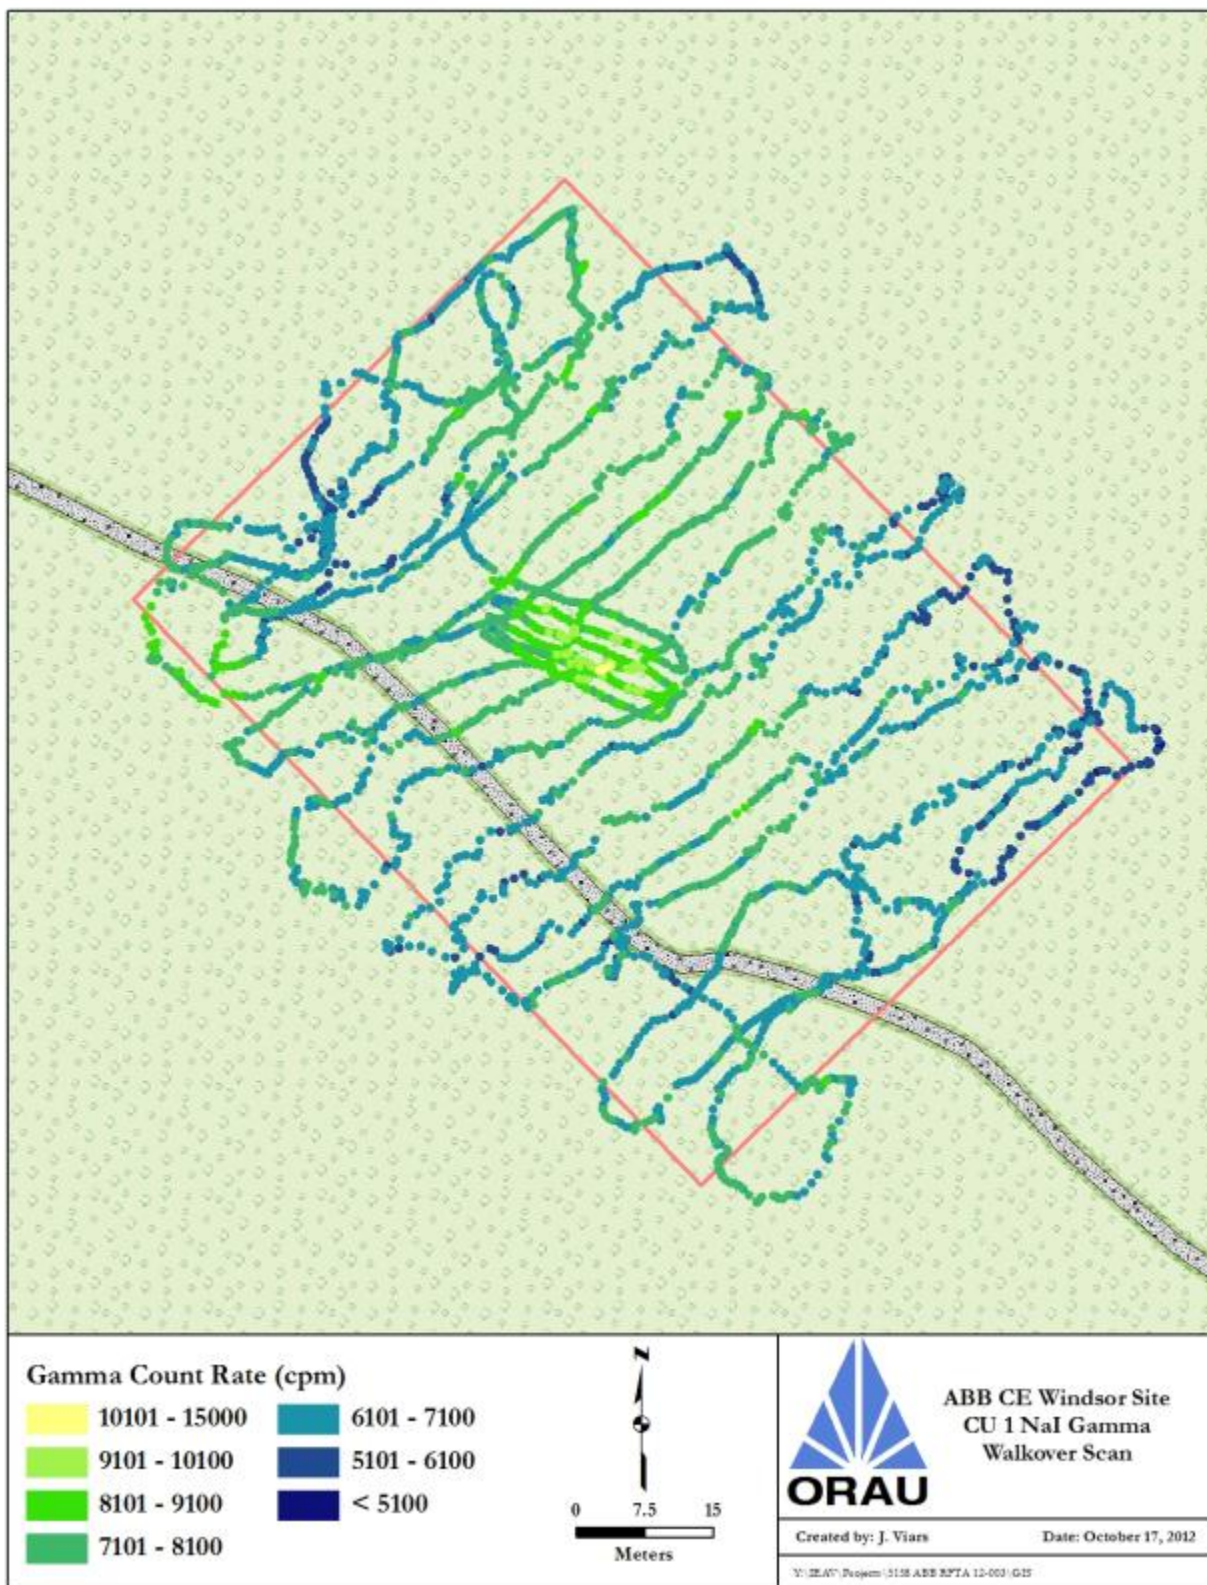 Gamma Count Rate (cpm)
10101 - 15000
9101 - 10100
8101 - 9100
7101 - 8100
6101 - 7100
5101 - 6100
< 5100
N
0 7.5 15
Meters
ORAU
ABB CE Windsor Site
CU 1 NaI Gamma
Walkover Scan
Created by: J. Viars Date: October 17, 2012